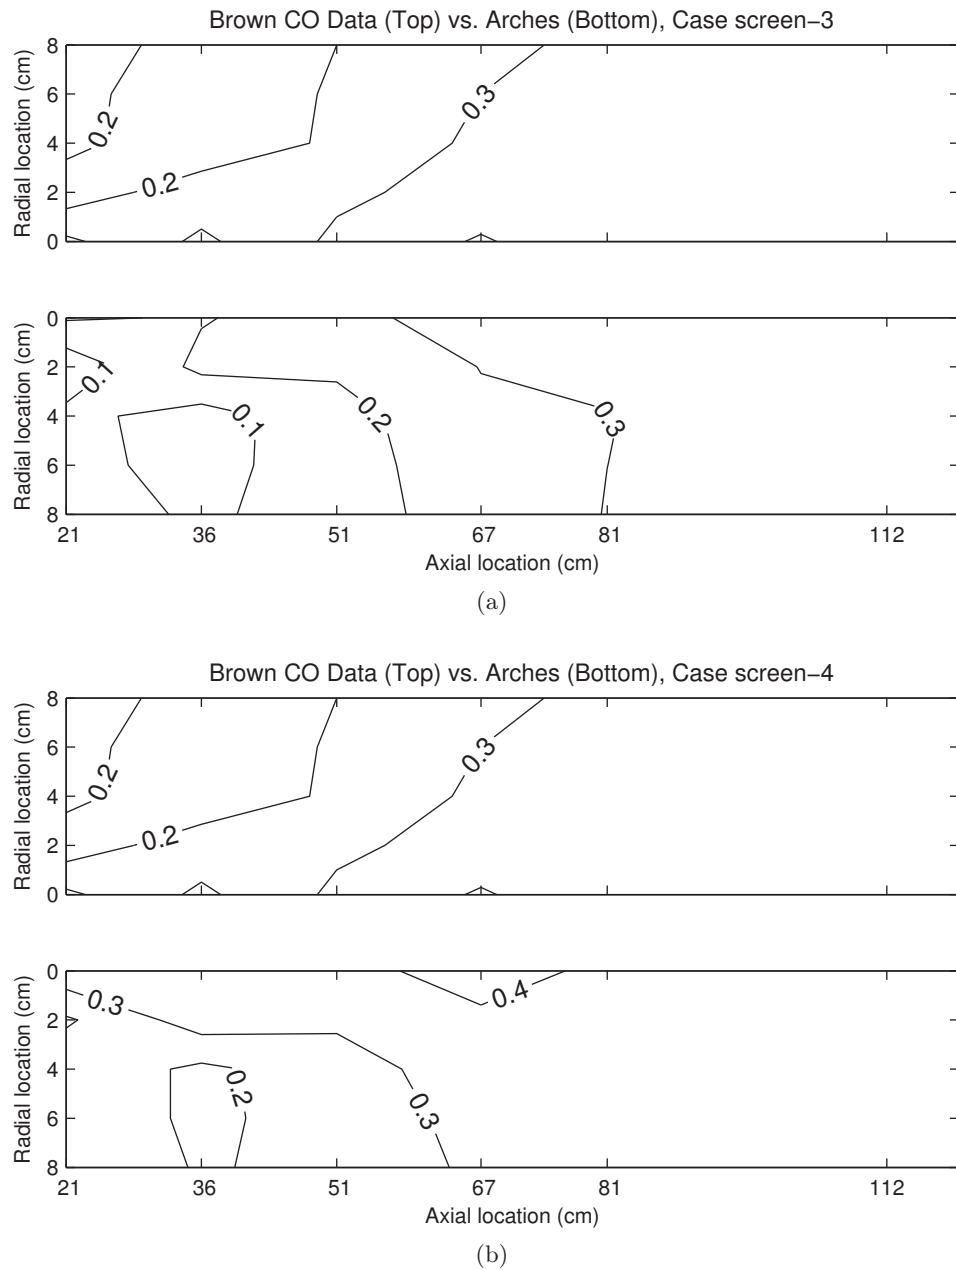 Brown CO Data (Top) vs. Arches (Bottom), Case screen−3
8
6
4
2
0
Radial location (cm)
0.2
0.2
0.3
0
2
4
6
8
Radial location (cm)
0.1
0.1
0.2
0.3
21 36 51 67 81 112
Axial location (cm)
(a)
Brown CO Data (Top) vs. Arches (Bottom), Case screen−4
8
6
4
2
0
Radial location (cm)
0.2
0.2
0.3
0
2
4
6
8
Radial location (cm)
0.3
0.2
0.3
0.4
21 36 51 67 81 112
Axial location (cm)
(b)